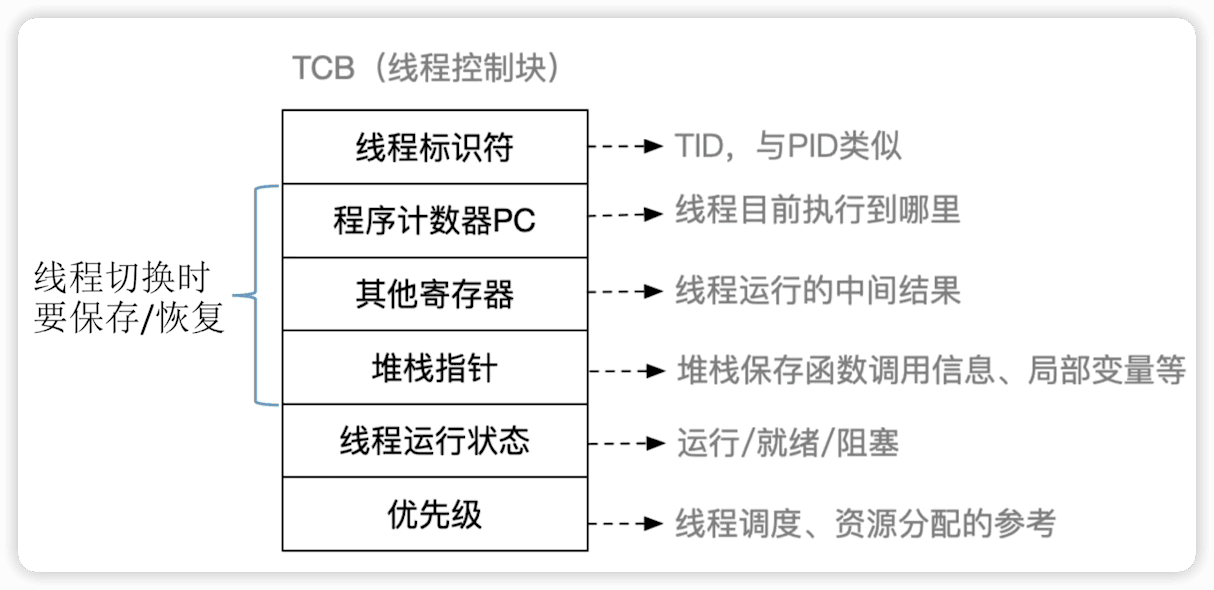 TCB（线程控制块）
线程标识符
TID，与PID类似
程序计数器PC
线程目前执行到哪里
线程切换时
要保存/恢复
其他寄存器
线程运行的中间结果
堆栈指针
堆栈保存函数调用信息、局部变量等
线程运行状态
运行/就绪/阻塞
优先级
线程调度、资源分配的参考